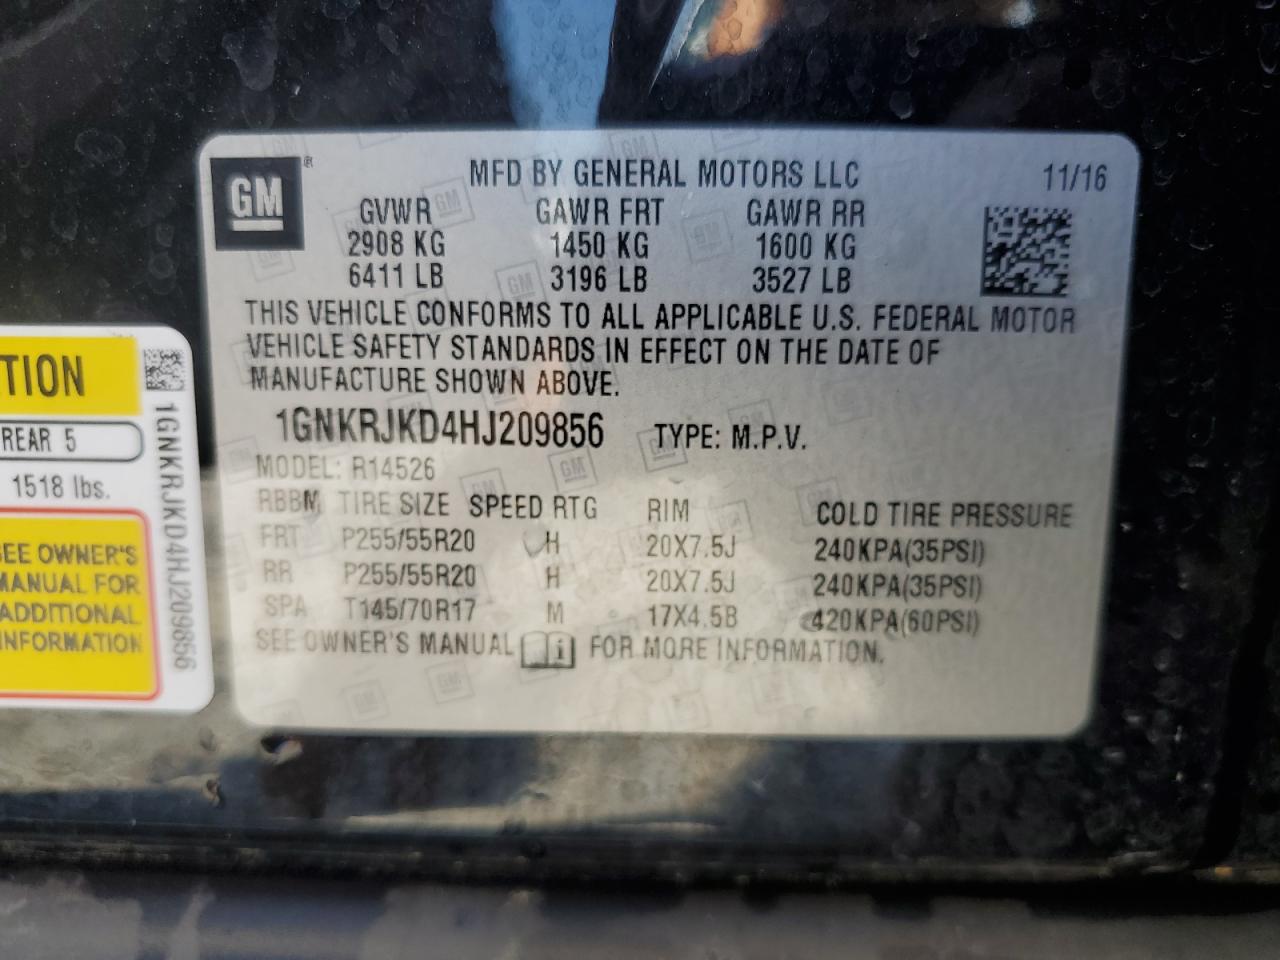 GM ®
MFD BY GENERAL MOTORS LLC 11/16
GVWR GAWR FRT GAWR RR
2908 KG 1450 KG 1600 KG
6411 LB 3196 LB 3527 LB
THIS VEHICLE CONFORMS TO ALL APPLICABLE U.S. FEDERAL MOTOR
VEHICLE SAFETY STANDARDS IN EFFECT ON THE DATE OF
MANUFACTURE SHOWN ABOVE.
1GNKRJKD4HJ209856 TYPE: M.P.V.
MODEL: R14526
RBBM TIRE SIZE SPEED RTG RIM COLD TIRE PRESSURE
FRT P255/55R20 H 20X7.5J 240KPA(35PSI)
RR P255/55R20 H 20X7.5J 240KPA(35PSI)
SPA T145/70R17 M 17X4.5B 420KPA(60PSI)
SEE OWNER'S MANUAL i FOR MORE INFORMATION.
TION
REAR 5
1518 lbs.
SEE OWNER'S
MANUAL FOR
ADDITIONAL
INFORMATION
1GNKRJKD4HJ209856